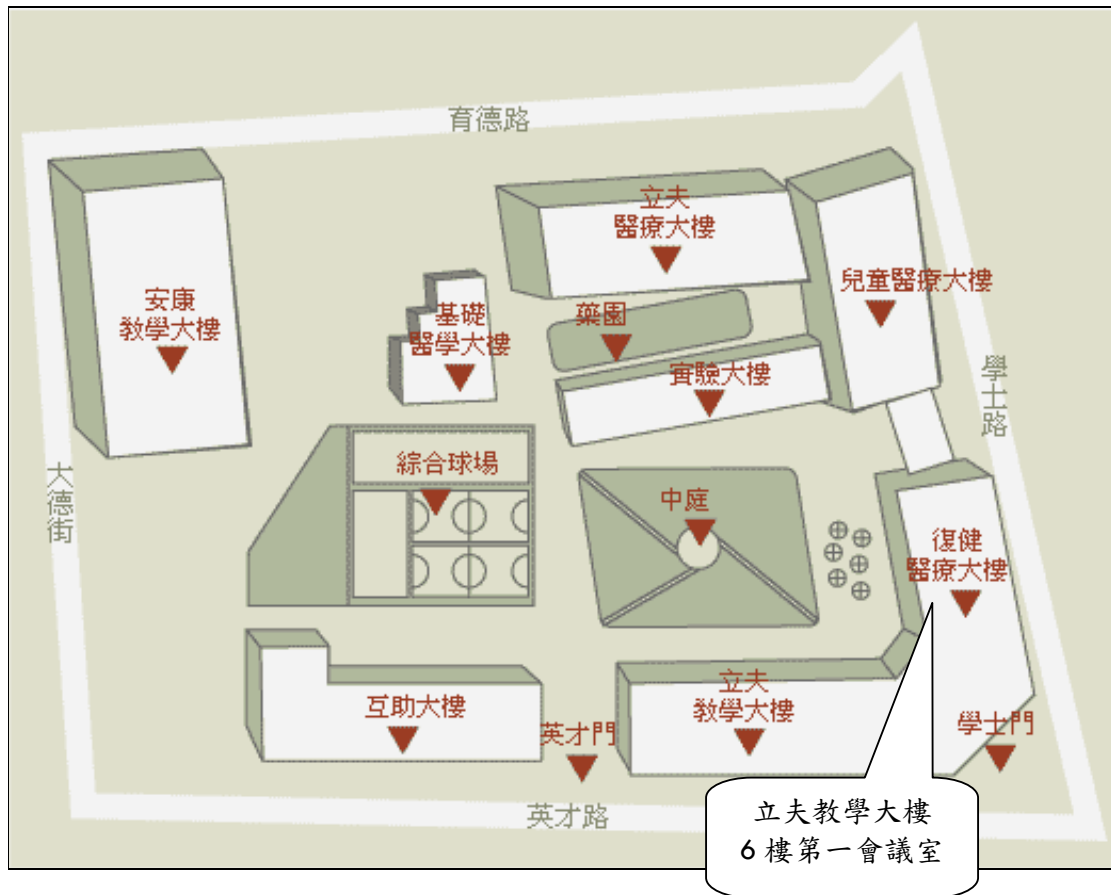 育德路
立夫
醫療大樓
兒童醫療大樓
安康
教學大樓
基礎
醫學大樓
藥園
實驗大樓
學士路
綜合球場
大德街
中庭
復健
醫療大樓
互助大樓
英才門
立夫
教學大樓
學士門
英才路
立夫教學大樓
6樓第一會議室